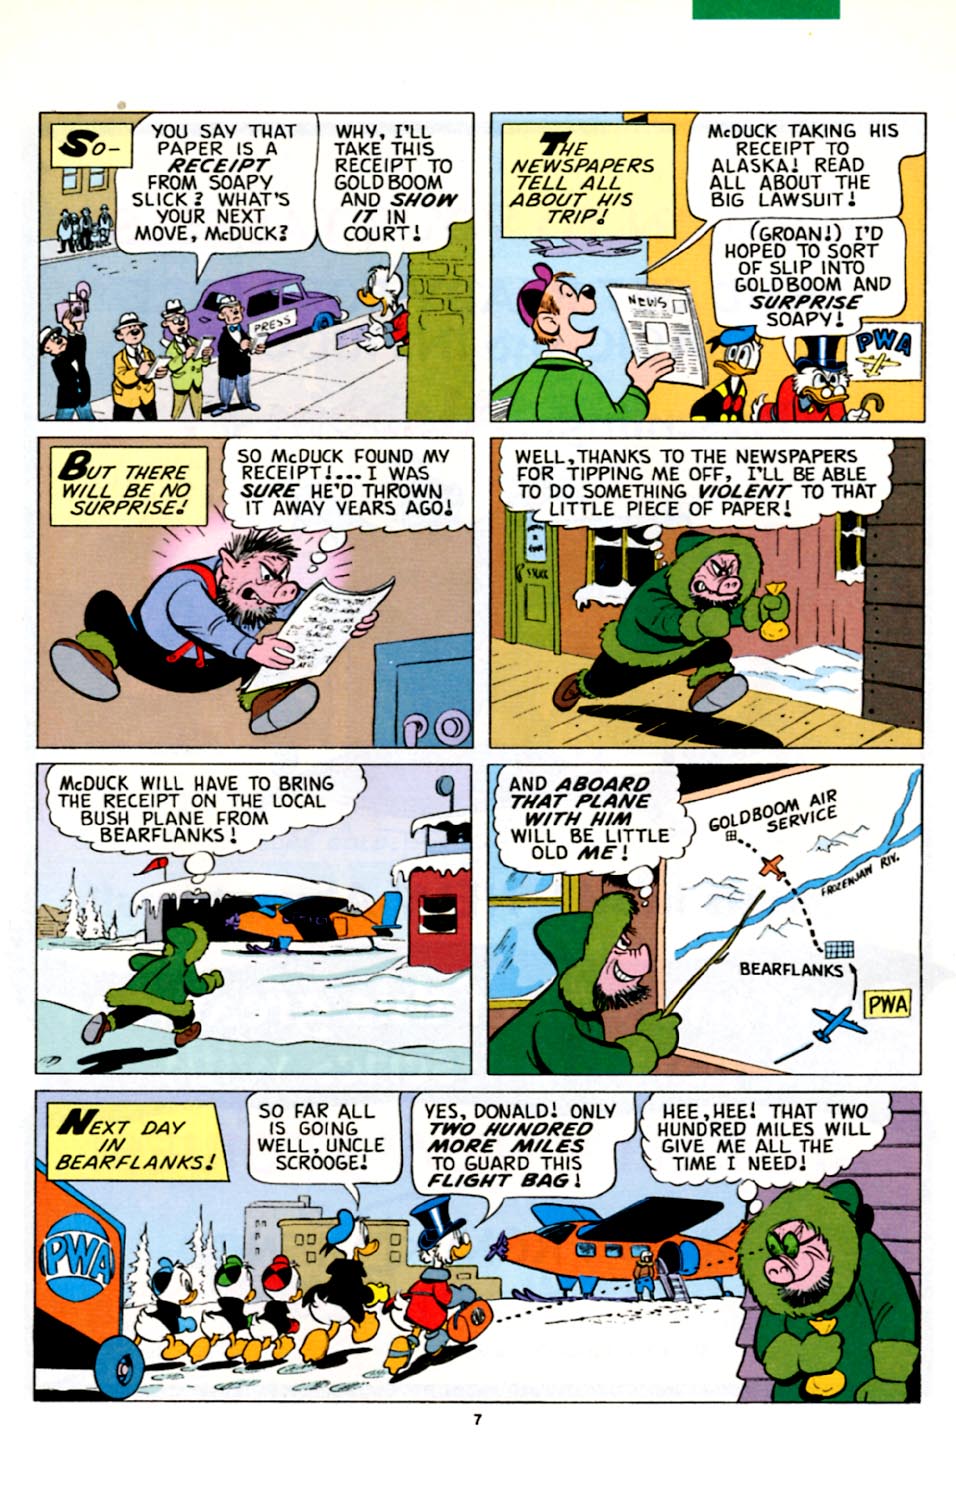 SO-
YOU SAY THAT
PAPER IS A
RECEIPT
FROM SOAPY
SLICK? WHAT'S
YOUR NEXT
MOVE, McDUCK?
WHY, I'LL
TAKE THIS
RECEIPT TO
GOLDBOOM
AND SHOW
IT IN
COURT!
PRESS
THE
NEWSPAPERS
TELL ALL
ABOUT HIS
TRIP!
McDUCK TAKING HIS
RECEIPT TO
ALASKA! READ
ALL ABOUT THE
BIG LAWSUIT!
(GROAN!) I'D
HOPED TO SORT
OF SLIP INTO
GOLDBOOM AND
SURPRISE
SOAPY!
NEWS
PWA
BUT THERE
WILL BE NO
SURPRISE!
SO McDUCK FOUND MY
RECEIPT!... I WAS
SURE HE'D THROWN
IT AWAY YEARS AGO!
WELL, THANKS TO THE NEWSPAPERS
FOR TIPPING ME OFF, I'LL BE ABLE
TO DO SOMETHING VIOLENT TO THAT
LITTLE PIECE OF PAPER!
McDUCK WILL HAVE TO BRING
THE RECEIPT ON THE LOCAL
BUSH PLANE FROM
BEARFLANKS!
AND ABOARD
THAT PLANE
WITH HIM
WILL BE LITTLE
OLD ME!
GOLDBOOM AIR
SERVICE
FROZENJAW RIV.
BEARFLANKS
PWA
NEXT DAY
IN
BEARFLANKS!
SO FAR ALL
IS GOING
WELL, UNCLE
SCROOGE!
YES, DONALD! ONLY
TWO HUNDRED
MORE MILES
TO GUARD THIS
FLIGHT BAG!
HEE, HEE! THAT TWO
HUNDRED MILES WILL
GIVE ME ALL THE
TIME I NEED!
PWA
7